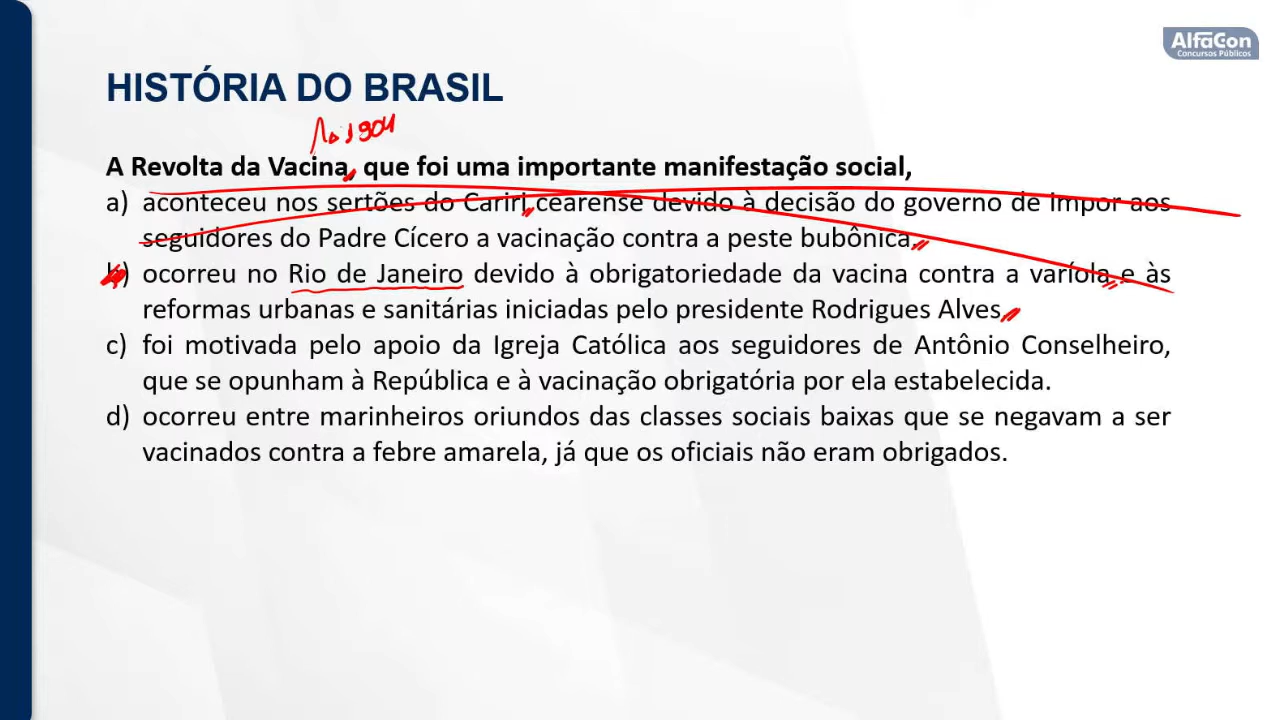 AlfaCon
Concursos Públicos
HISTÓRIA DO BRASIL
1904
A Revolta da Vacina, que foi uma importante manifestação social,
a) aconteceu nos sertões do Cariri cearense devido à decisão do governo de impor aos
seguidores do Padre Cícero a vacinação contra a peste bubônica.
b) ocorreu no Rio de Janeiro devido à obrigatoriedade da vacina contra a varíola e às
reformas urbanas e sanitárias iniciadas pelo presidente Rodrigues Alves.
c) foi motivada pelo apoio da Igreja Católica aos seguidores de Antônio Conselheiro,
que se opunham à República e à vacinação obrigatória por ela estabelecida.
d) ocorreu entre marinheiros oriundos das classes sociais baixas que se negavam a ser
vacinados contra a febre amarela, já que os oficiais não eram obrigados.